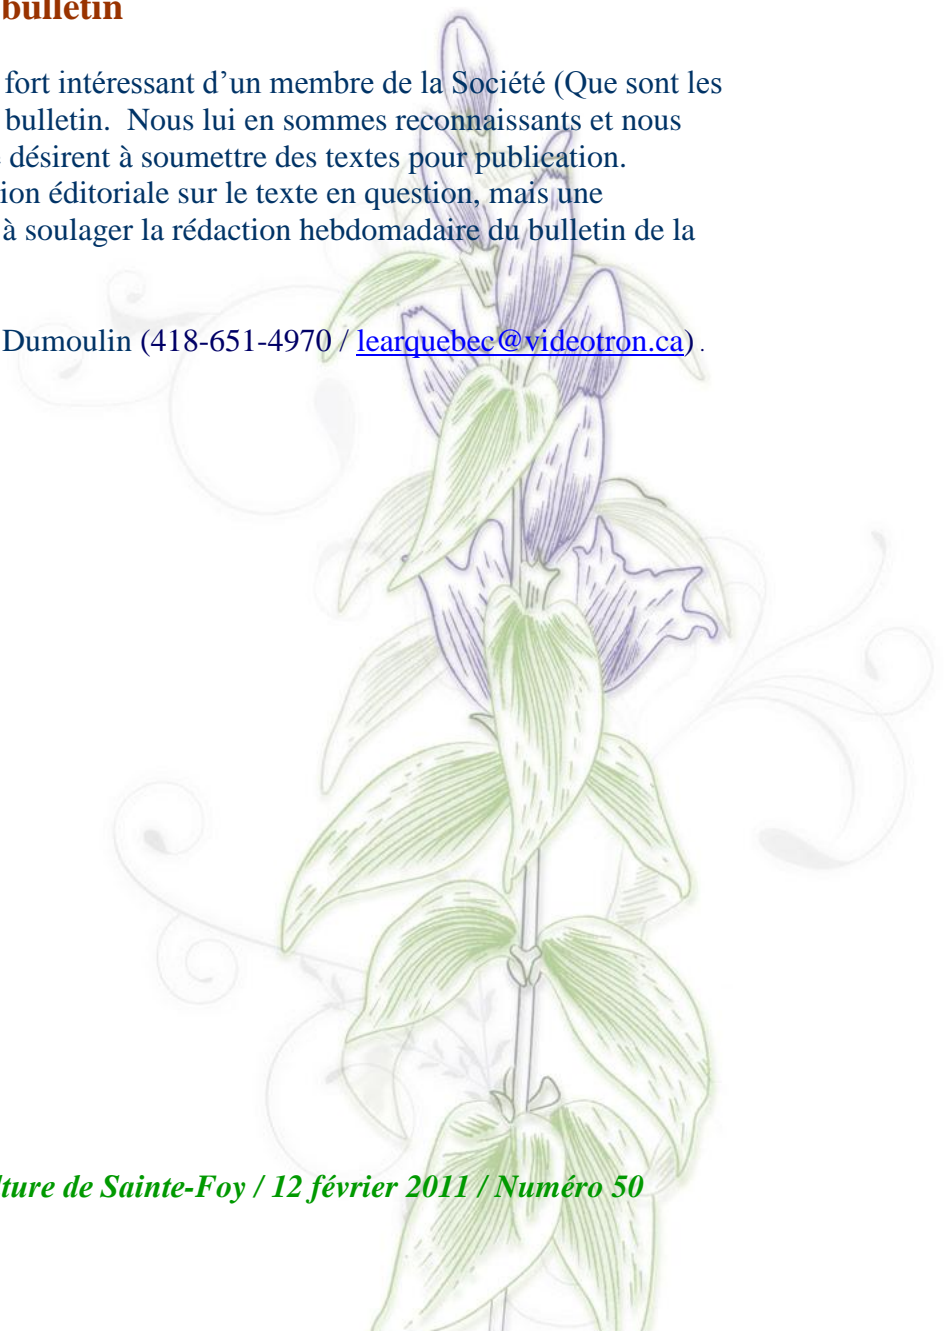 bulletin
fort intéressant d’un membre de la Société (Que sont les
bulletin.  Nous lui en sommes reconnaissants et nous
désirent à soumettre des textes pour publication.
ion éditoriale sur le texte en question, mais une
à soulager la rédaction hebdomadaire du bulletin de la
Dumoulin (418-651-4970 / learquebec@videotron.ca) .
lture de Sainte-Foy / 12 février 2011 / Numéro 50